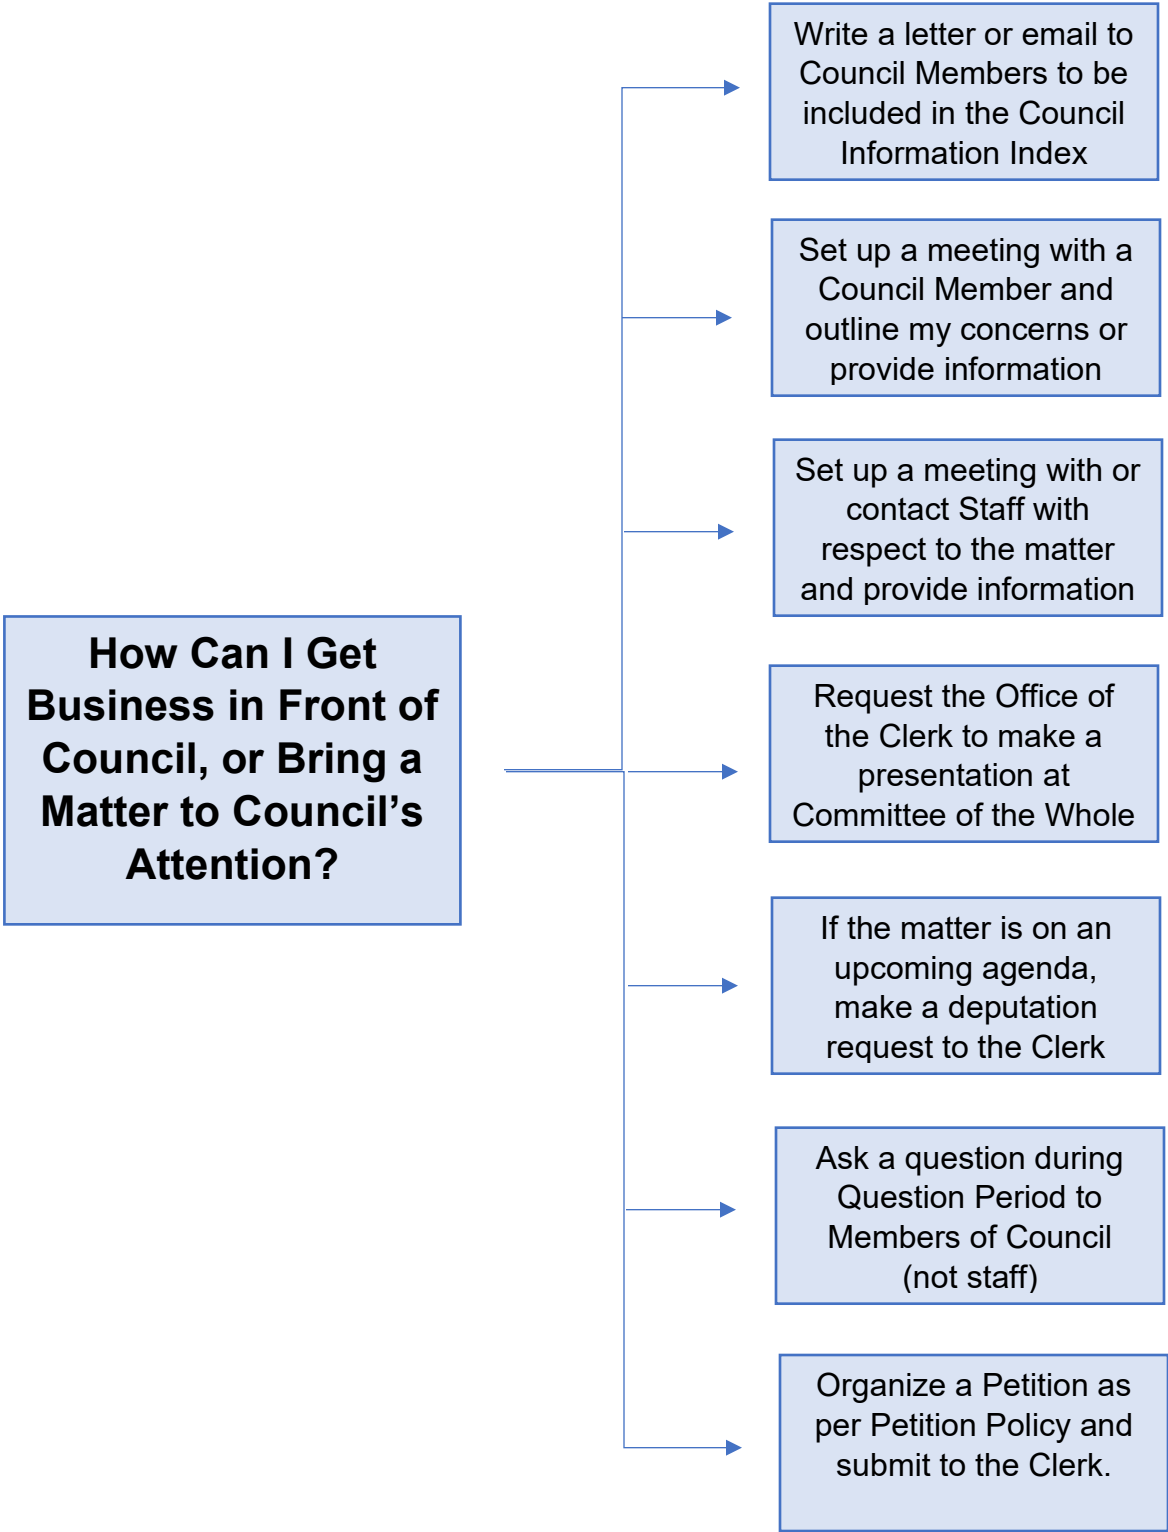 How Can I Get
Business in Front of
Council, or Bring a
Matter to Council’s
Attention?
Write a letter or email to
Council Members to be
included in the Council
Information Index
Set up a meeting with a
Council Member and
outline my concerns or
provide information
Set up a meeting with or
contact Staff with
respect to the matter
and provide information
Request the Office of
the Clerk to make a
presentation at
Committee of the Whole
If the matter is on an
upcoming agenda,
make a deputation
request to the Clerk
Ask a question during
Question Period to
Members of Council
(not staff)
Organize a Petition as
per Petition Policy and
submit to the Clerk.